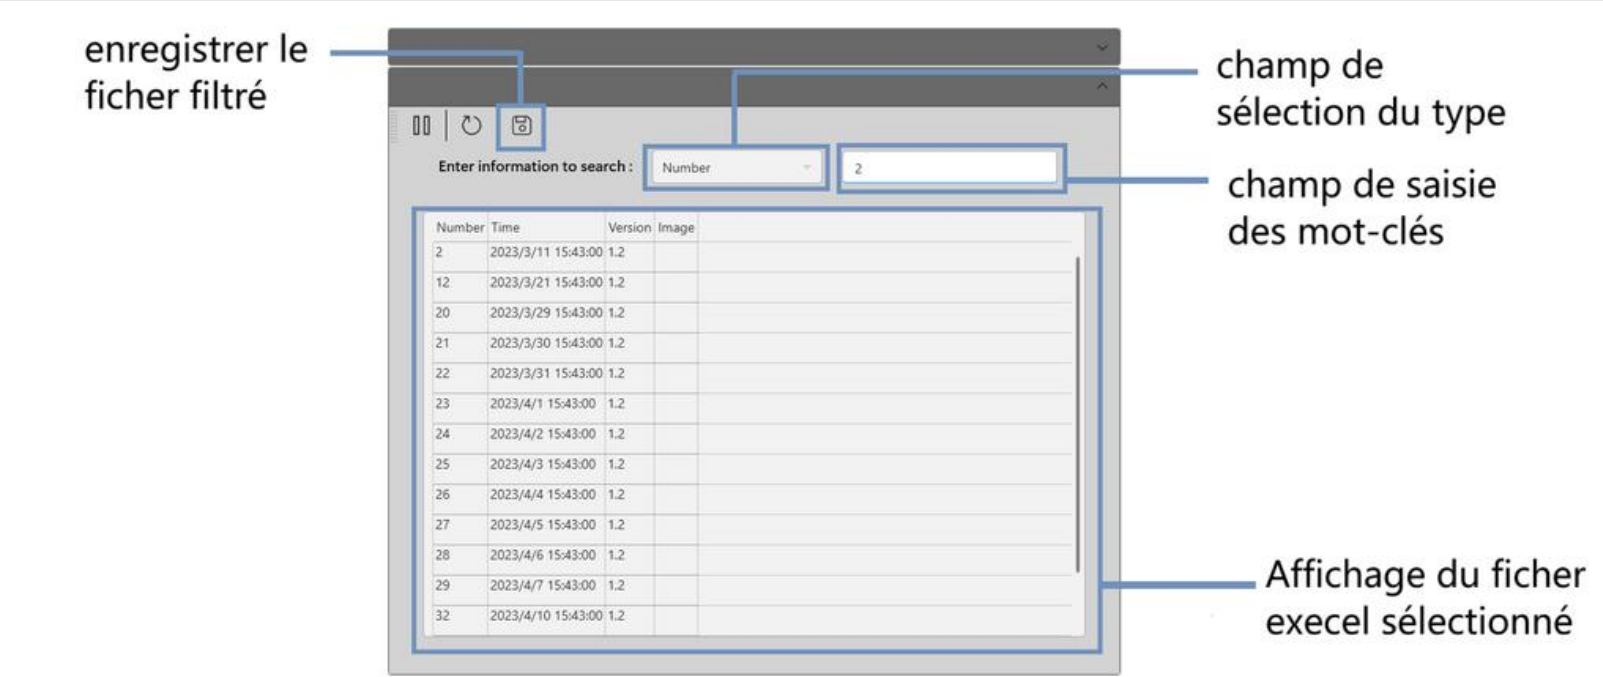 enregistrer le
ficher filtré
champ de
sélection du type
champ de saisie
des mot-clés
Enter information to search : Number 2
Number Time Version Image
2 2023/3/11 15:43:00 1.2
12 2023/3/21 15:43:00 1.2
20 2023/3/29 15:43:00 1.2
21 2023/3/30 15:43:00 1.2
22 2023/3/31 15:43:00 1.2
23 2023/4/1 15:43:00 1.2
24 2023/4/2 15:43:00 1.2
25 2023/4/3 15:43:00 1.2
26 2023/4/4 15:43:00 1.2
27 2023/4/5 15:43:00 1.2
28 2023/4/6 15:43:00 1.2
29 2023/4/7 15:43:00 1.2
32 2023/4/10 15:43:00 1.2
Affichage du ficher
execel sélectionné